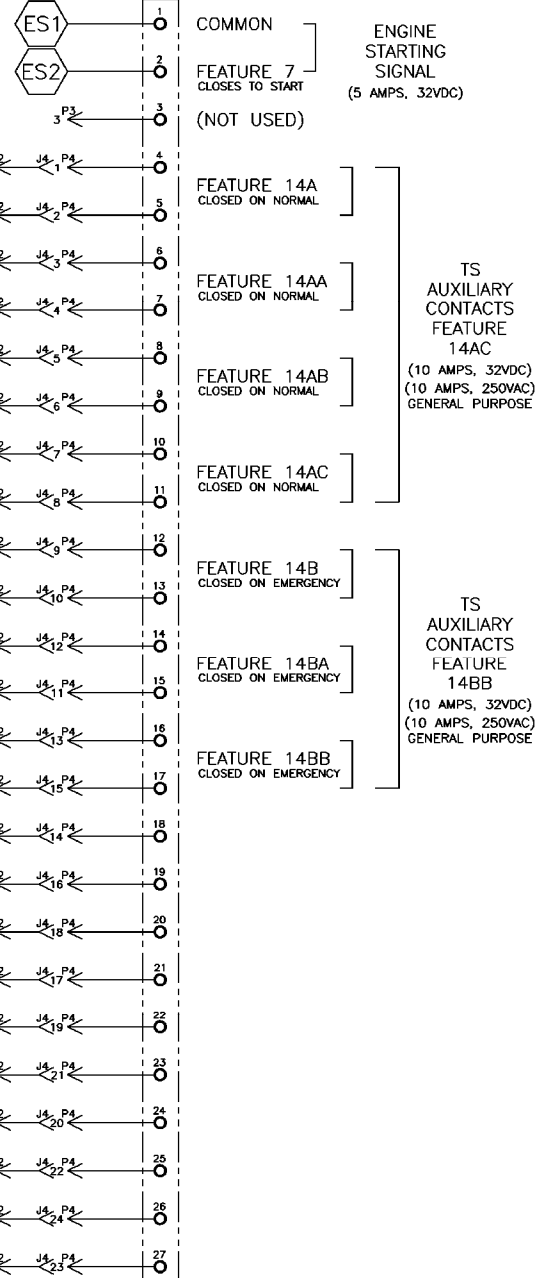 ES1 1 COMMON
ENGINE
STARTING
SIGNAL
(5 AMPS, 32VDC)
ES2 2 FEATURE 7
CLOSES TO START
3 P3 3 (NOT USED)
J4 1 P4 4
FEATURE 14A
CLOSED ON NORMAL
J4 2 P4 5
J4 3 P4 6
FEATURE 14AA
CLOSED ON NORMAL
J4 4 P4 7
TS
AUXILIARY
CONTACTS
FEATURE
14AC
(10 AMPS, 32VDC)
(10 AMPS, 250VAC)
GENERAL PURPOSE
J4 5 P4 8
FEATURE 14AB
CLOSED ON NORMAL
J4 6 P4 9
J4 7 P4 10
FEATURE 14AC
CLOSED ON NORMAL
J4 8 P4 11
J4 9 P4 12
FEATURE 14B
CLOSED ON EMERGENCY
J4 10 P4 13
TS
AUXILIARY
CONTACTS
FEATURE
14BB
(10 AMPS, 32VDC)
(10 AMPS, 250VAC)
GENERAL PURPOSE
J4 12 P4 14
FEATURE 14BA
CLOSED ON EMERGENCY
J4 11 P4 15
J4 13 P4 16
FEATURE 14BB
CLOSED ON EMERGENCY
J4 15 P4 17
J4 14 P4 18
J4 16 P4 19
J4 18 P4 20
J4 17 P4 21
J4 19 P4 22
J4 21 P4 23
J4 20 P4 24
J4 22 P4 25
J4 24 P4 26
J4 23 P4 27